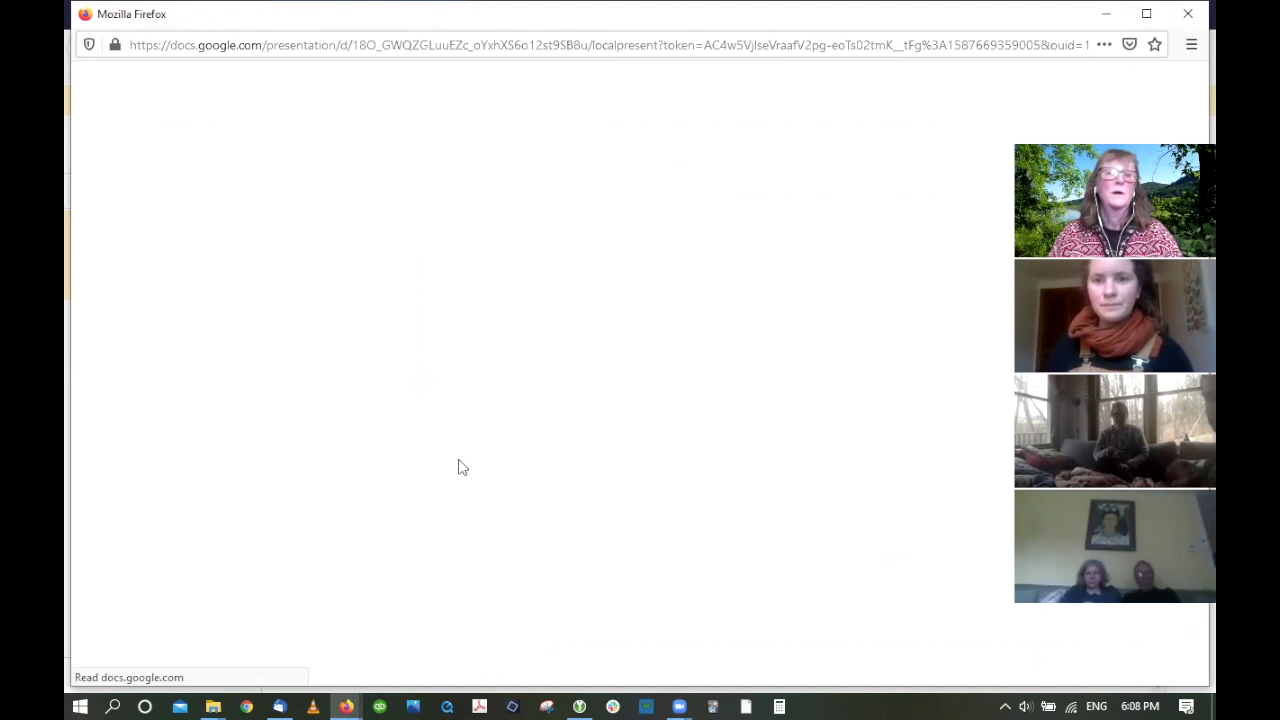 Mozilla Firefox
https://docs.google.com/presentation/d/18O_GWQZGLuuEZc_oYxhXS6o12st9SB8u/localpresent?token=AC4w5VjlseVraafV2pg-eoTs02tmK__tFg%3A1587669359005&ouid=1
Read docs.google.com
ENG
6:08 PM